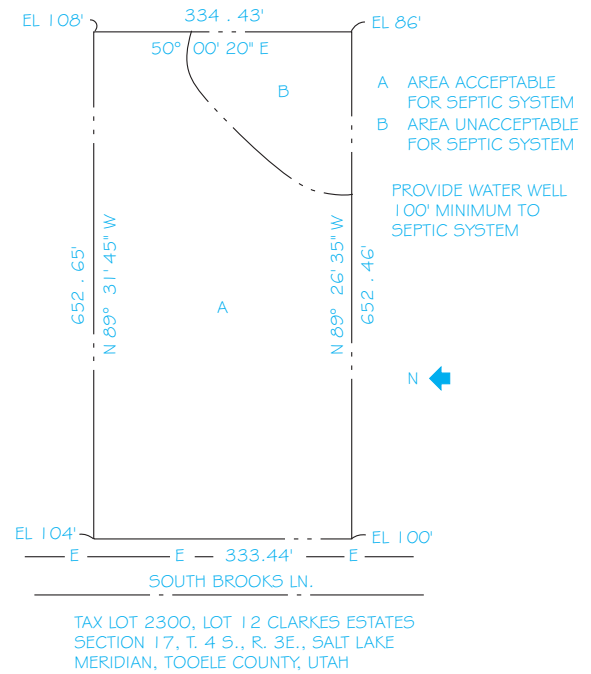 334 . 43'
EL 108'
EL 86'
50° 00' 20" E
B
A AREA ACCEPTABLE
FOR SEPTIC SYSTEM
B AREA UNACCEPTABLE
FOR SEPTIC SYSTEM
PROVIDE WATER WELL
100' MINIMUM TO
SEPTIC SYSTEM
652 . 65'
N 89° 31' 45" W
A
N 89° 26' 35" W
652 . 46'
N
EL 104'
EL 100'
E E 333.44' E
SOUTH BROOKS LN.
TAX LOT 2300, LOT 12 CLARKES ESTATES
SECTION 17, T. 4 S., R. 3E., SALT LAKE
MERIDIAN, TOOELE COUNTY, UTAH